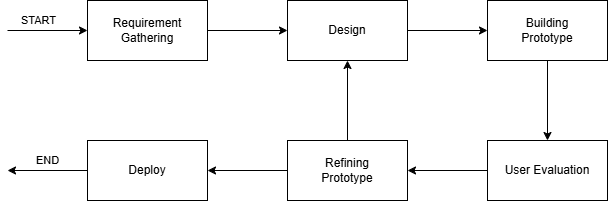 START
Requirement
Gathering
Design
Building
Prototype
END
Deploy
Refining
Prototype
User Evaluation